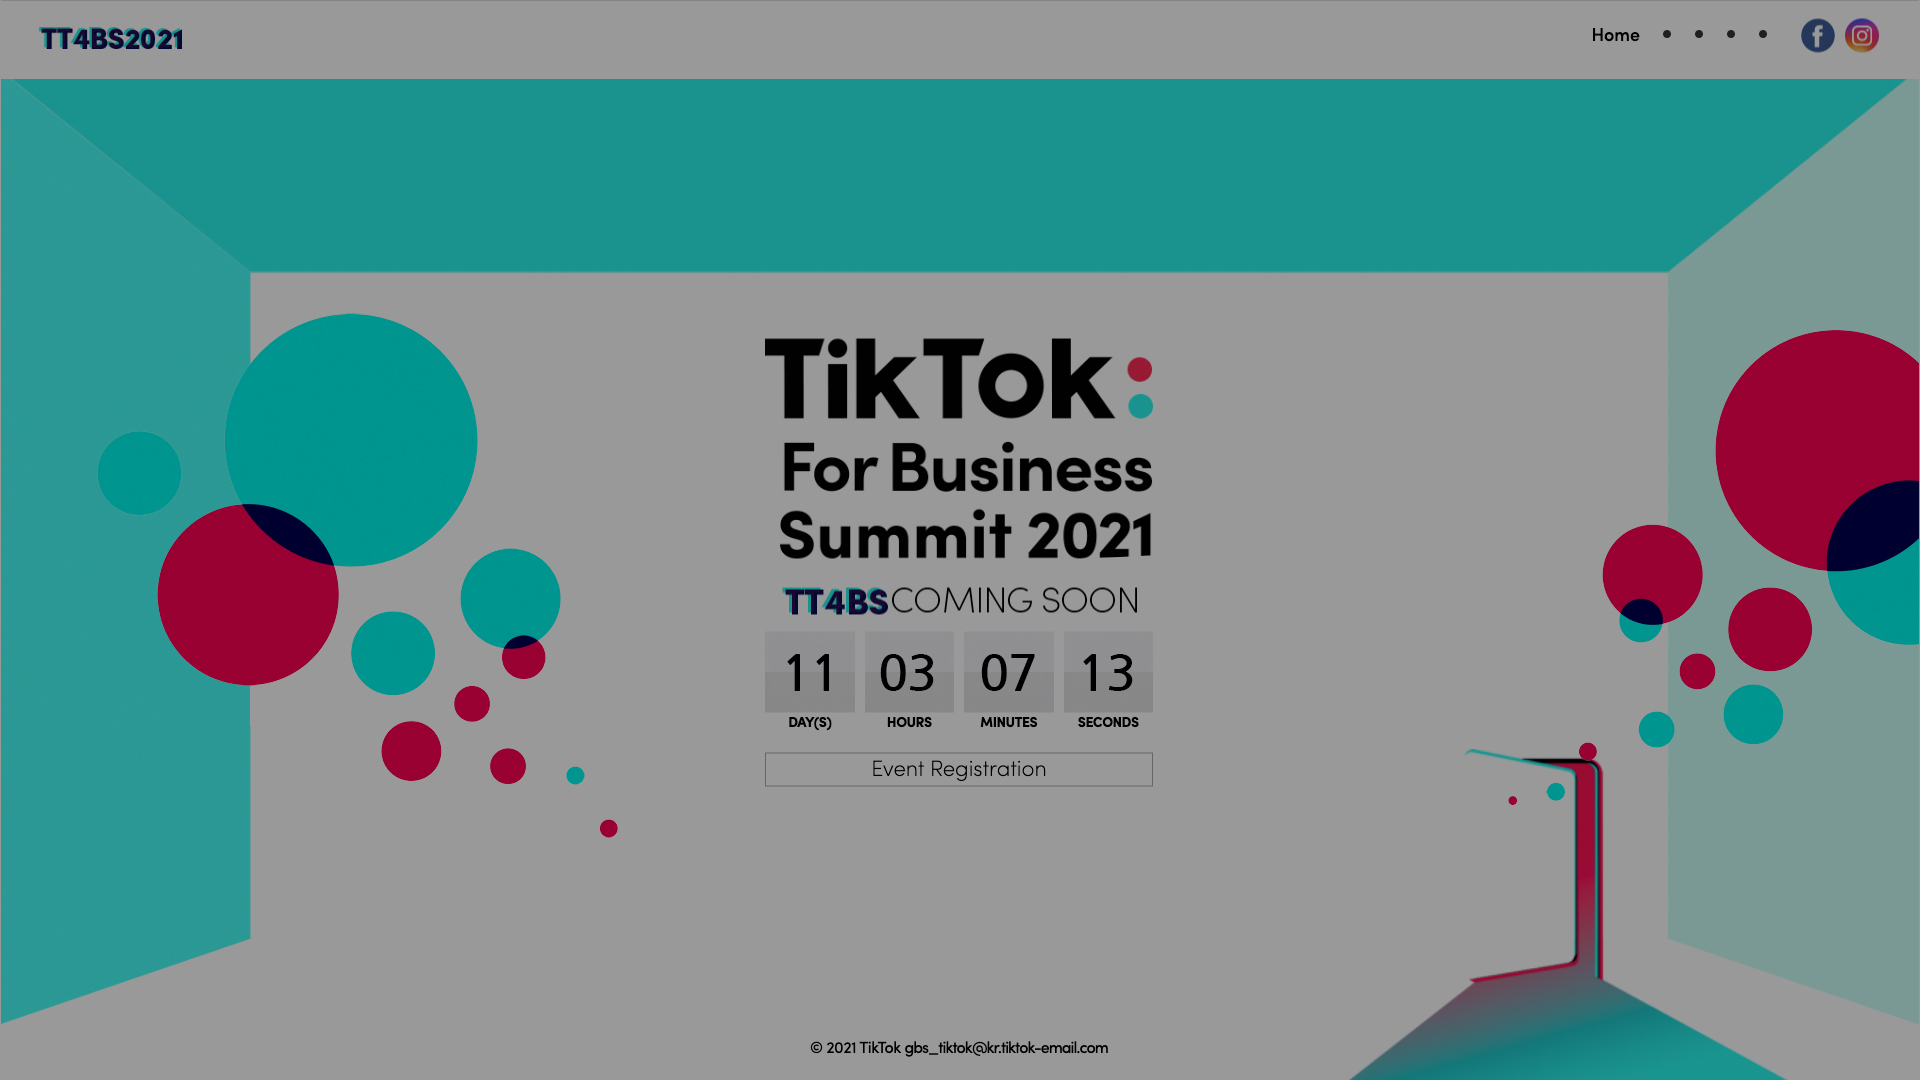 TT4BS2021
Home
TikTok:
For Business
Summit 2021
TT4BS COMING SOON
11 03 07 13
DAY(S) HOURS MINUTES SECONDS
Event Registration
© 2021 TikTok gbs_tiktok@kr.tiktok-email.com